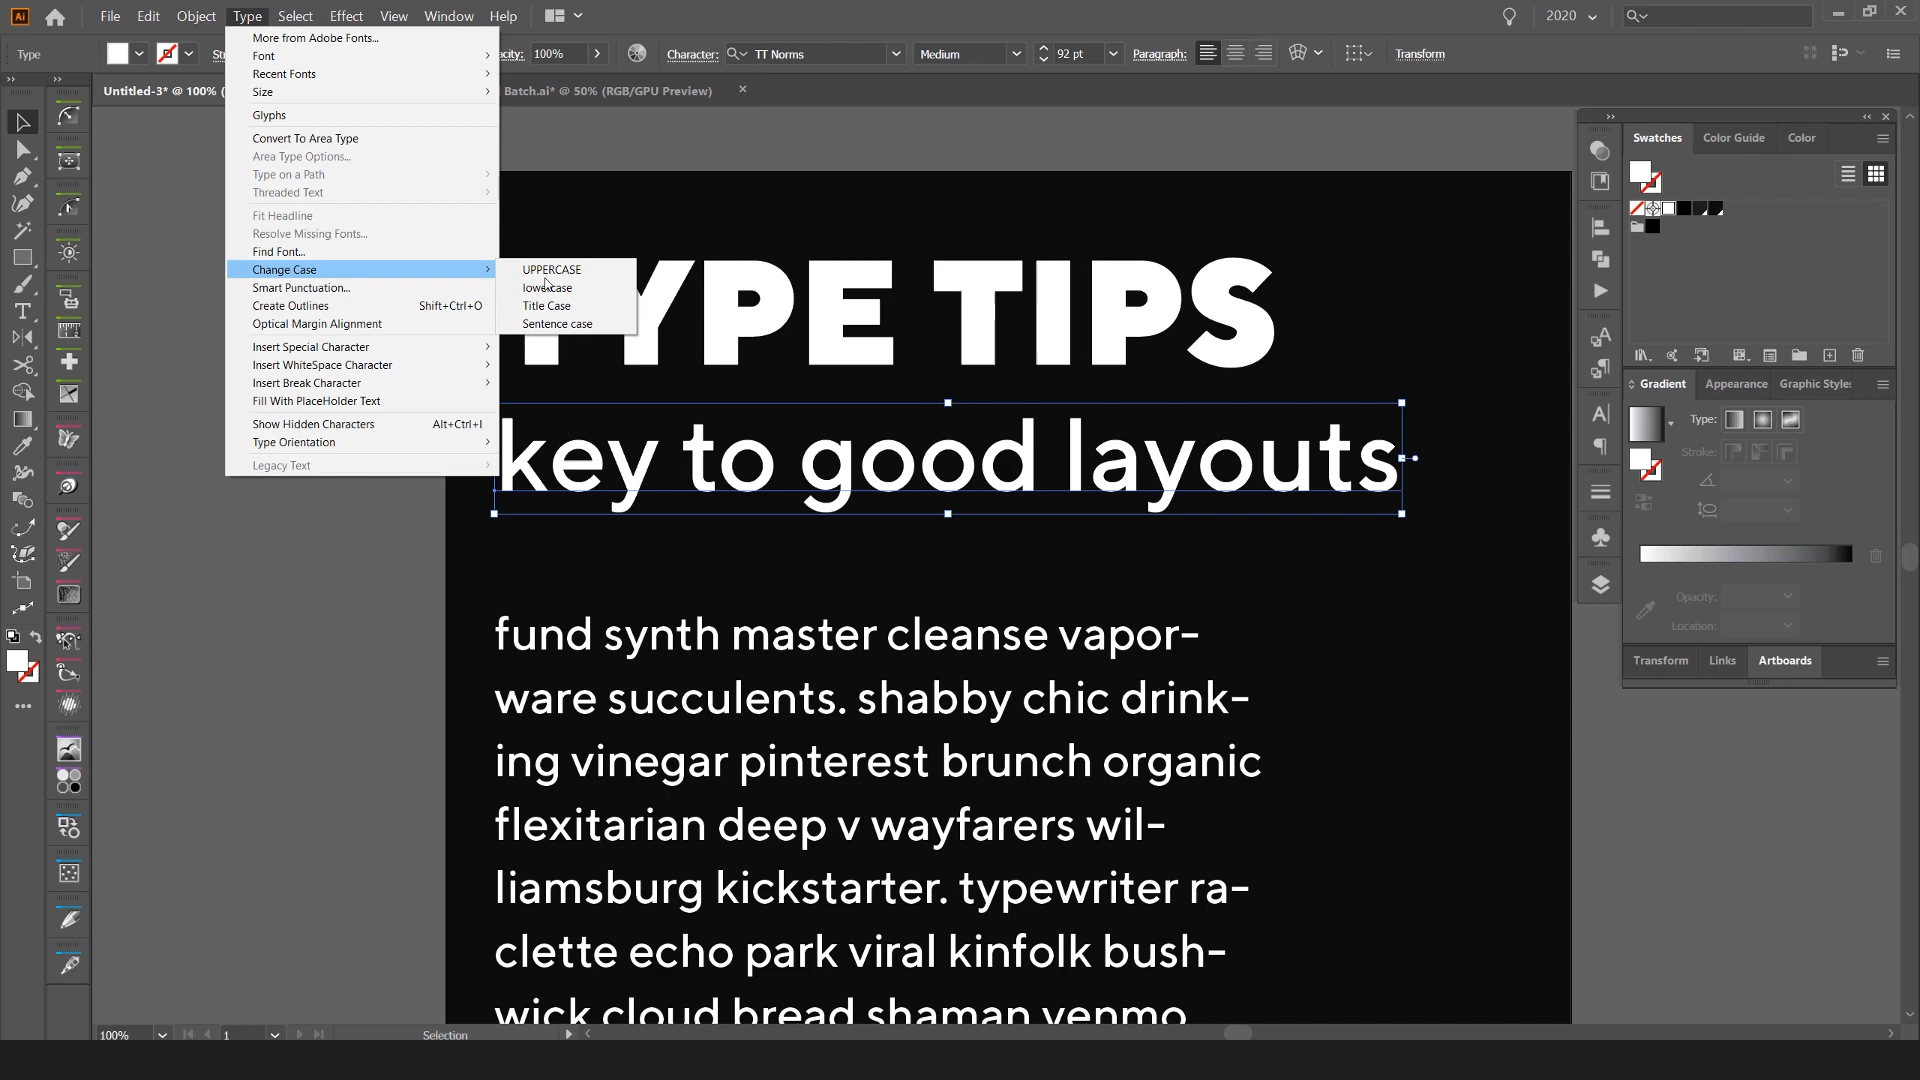 File Edit Object Type Select Effect View Window Help 2020
Type 100% Character: TT Norms Medium 92 pt Paragraph: Transform
Untitled-3* @ 100% ( Batch.ai* @ 50% (RGB/GPU Preview)
More from Adobe Fonts...
Font
Recent Fonts
Size
Glyphs
Convert To Area Type
Area Type Options...
Type on a Path
Threaded Text
Fit Headline
Resolve Missing Fonts...
Find Font...
Change Case
Smart Punctuation...
Create Outlines Shift+Ctrl+O
Optical Margin Alignment
Insert Special Character
Insert WhiteSpace Character
Insert Break Character
Fill With PlaceHolder Text
Show Hidden Characters Alt+Ctrl+I
Type Orientation
Legacy Text
UPPERCASE
lowercase
Title Case
Sentence case
TYPE TIPS
key to good layouts
fund synth master cleanse vapor-
ware succulents. shabby chic drink-
ing vinegar pinterest brunch organic
flexitarian deep v wayfarers wil-
liamsburg kickstarter. typewriter ra-
clette echo park viral kinfolk bush-
wick cloud bread shaman venmo
Swatches Color Guide Color
Gradient Appearance Graphic Styles
Type:
Stroke:
Opacity:
Location:
Transform Links Artboards
100% 1 Selection